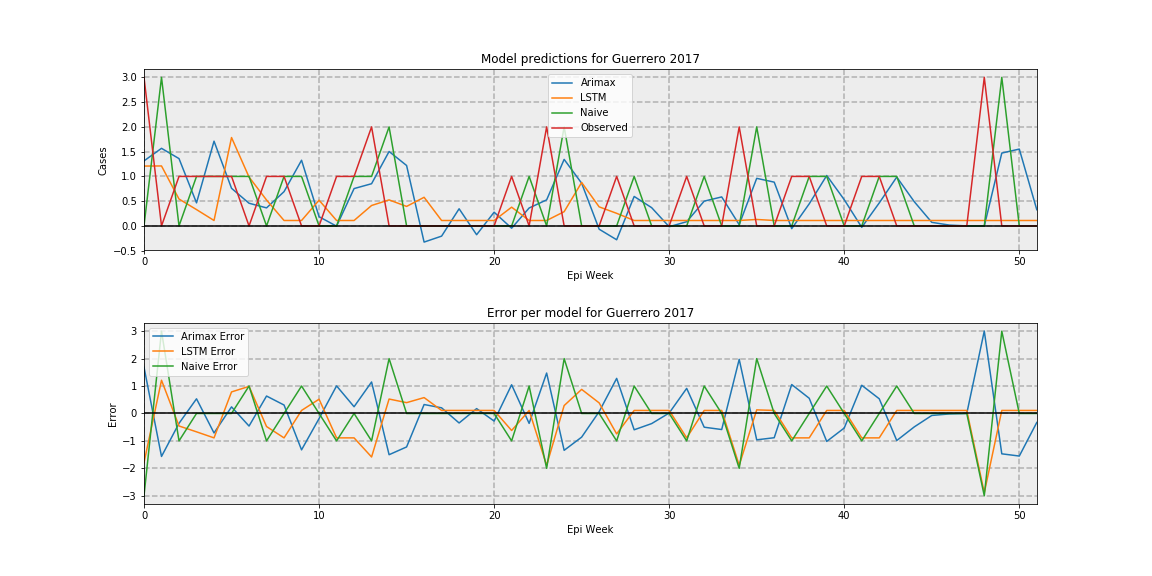 Model predictions for Guerrero 2017
3.0
2.5
2.0
1.5
1.0
0.5
0.0
−0.5
Cases
Arimax
LSTM
Naive
Observed
0 10 20 30 40 50
Epi Week
Error per model for Guerrero 2017
3
2
1
0
−1
−2
−3
Error
Arimax Error
LSTM Error
Naive Error
0 10 20 30 40 50
Epi Week